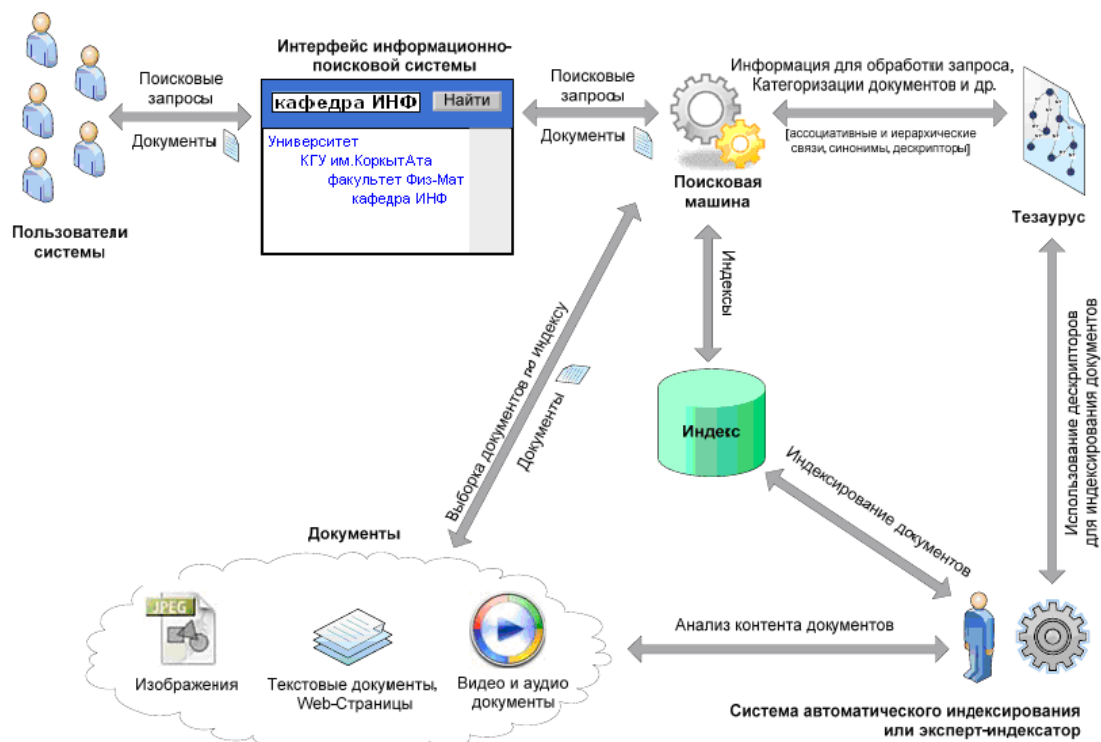 Интерфейс информационно-
поисковой системы
кафедра ИНФ
Найти
Университет
КГУ им.КоркытАта
факультет Физ-Мат
кафедра ИНФ
Поисковые
запросы
Документы
Пользователи
системы
Поисковые
запросы
Документы
Поисковая
машина
Информация для обработки запроса,
Категоризации документов и др.
[ассоциативные и иерархические
связи, синонимы, дескрипторы]
Тезаурус
Индексы
Индекс
Выборка документов по индексу
Документы
Использование дескрипторов
для индексирования документов
Индексирование документов
Документы
JPEG
Изображения
Текстовые документы,
Web-Страницы
Видео и аудио
документы
Анализ контента документов
Система автоматического индексирования
или эксперт-индексатор